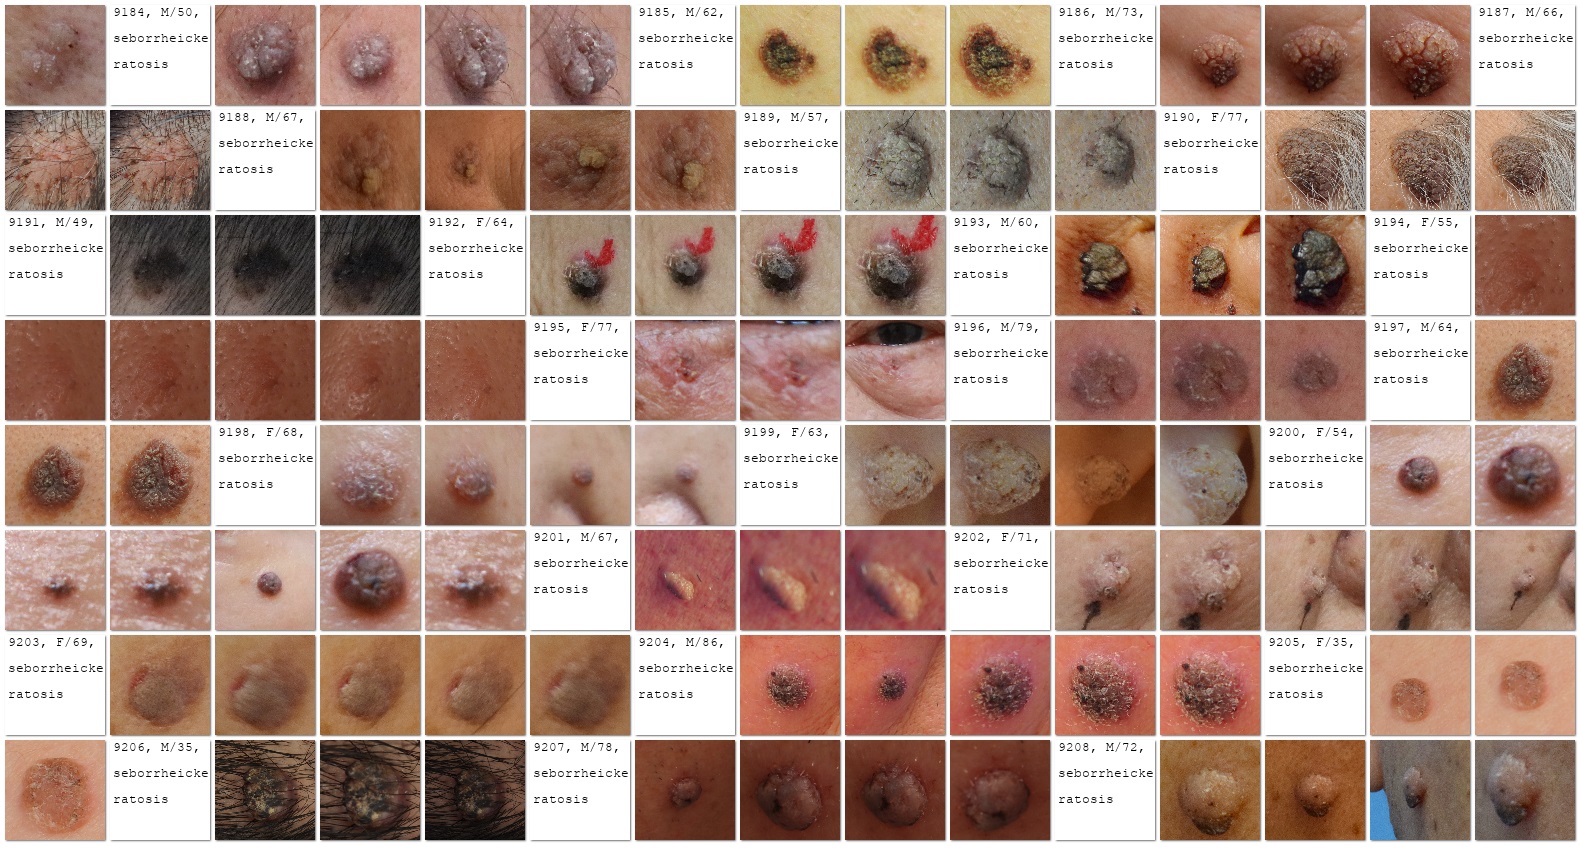 9184, M/50,
seborrheicke
ratosis
9185, M/62,
seborrheicke
ratosis
9186, M/73,
seborrheicke
ratosis
9187, M/66,
seborrheicke
ratosis
9188, M/67,
seborrheicke
ratosis
9189, M/57,
seborrheicke
ratosis
9190, F/77,
seborrheicke
ratosis
9191, M/49,
seborrheicke
ratosis
9192, F/64,
seborrheicke
ratosis
9193, M/60,
seborrheicke
ratosis
9194, F/55,
seborrheicke
ratosis
9195, F/77,
seborrheicke
ratosis
9196, M/79,
seborrheicke
ratosis
9197, M/64,
seborrheicke
ratosis
9198, F/68,
seborrheicke
ratosis
9199, F/63,
seborrheicke
ratosis
9200, F/54,
seborrheicke
ratosis
9201, M/67,
seborrheicke
ratosis
9202, F/71,
seborrheicke
ratosis
9203, F/69,
seborrheicke
ratosis
9204, M/86,
seborrheicke
ratosis
9205, F/35,
seborrheicke
ratosis
9206, M/35,
seborrheicke
ratosis
9207, M/78,
seborrheicke
ratosis
9208, M/72,
seborrheicke
ratosis